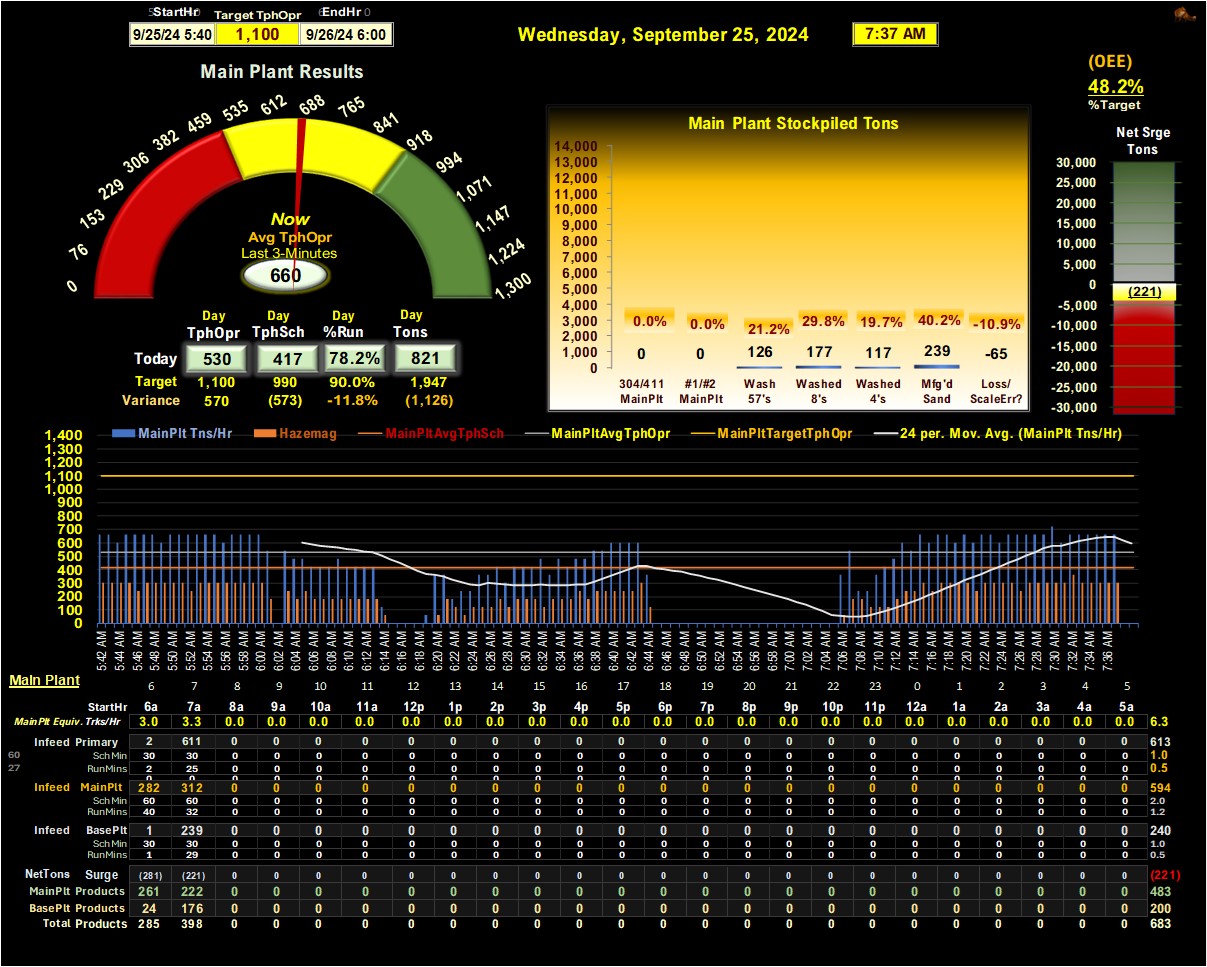 StartHr Target TphOpr EndHr
9/25/24 5:40 1,100 9/26/24 6:00
Wednesday, September 25, 2024
7:37 AM
(OEE)
48.2%
%Target
Main Plant Results
0 76 153 229 306 382 459 535 612 688 765 841 918 994 1,071 1,147 1,224 1,300
Now
Avg TphOpr
Last 3-Minutes
660
Day Day Day Day
TphOpr TphSch %Run Tons
Today 530 417 78.2% 821
Target 1,100 990 90.0% 1,947
Variance 570 (573) -11.8% (1,126)
Main Plant Stockpiled Tons
14,000
13,000
12,000
11,000
10,000
9,000
8,000
7,000
6,000
5,000
4,000
3,000
2,000
1,000
0
0.0% 0.0% 21.2% 29.8% 19.7% 40.2% -10.9%
0 0 126 177 117 239 -65
304/411 #1/#2 Wash Washed Washed Mfg'd Loss/
MainPlt MainPlt 57's 8's 4's Sand ScaleErr?
Net Srge
Tons
30,000
25,000
20,000
15,000
10,000
5,000
0
-5,000
-10,000
-15,000
-20,000
-25,000
-30,000
(221)
MainPlt Tns/Hr Hazemag MainPltAvgTphSch MainPltAvgTphOpr MainPltTargetTphOpr 24 per. Mov. Avg. (MainPlt Tns/Hr)
1,400
1,300
1,200
1,100
1,000
900
800
700
600
500
400
300
200
100
0
5:42 AM 5:44 AM 5:46 AM 5:48 AM 5:50 AM 5:52 AM 5:54 AM 5:56 AM 5:58 AM 6:00 AM 6:02 AM 6:04 AM 6:06 AM 6:08 AM 6:10 AM 6:12 AM 6:14 AM 6:16 AM 6:18 AM 6:20 AM 6:22 AM 6:24 AM 6:26 AM 6:28 AM 6:30 AM 6:32 AM 6:34 AM 6:36 AM 6:38 AM 6:40 AM 6:42 AM 6:44 AM 6:46 AM 6:48 AM 6:50 AM 6:52 AM 6:54 AM 6:56 AM 6:58 AM 7:00 AM 7:02 AM 7:04 AM 7:06 AM 7:08 AM 7:10 AM 7:12 AM 7:14 AM 7:16 AM 7:18 AM 7:20 AM 7:22 AM 7:24 AM 7:26 AM 7:28 AM 7:30 AM 7:32 AM 7:34 AM 7:36 AM
Main Plant
6 7 8 9 10 11 12 13 14 15 16 17 18 19 20 21 22 23 0 1 2 3 4 5
StartHr 6a 7a 8a 9a 10a 11a 12p 1p 2p 3p 4p 5p 6p 7p 8p 9p 10p 11p 12a 1a 2a 3a 4a 5a
MainPlt Equiv. Trks/Hr 3.0 3.3 0.0 0.0 0.0 0.0 0.0 0.0 0.0 0.0 0.0 0.0 0.0 0.0 0.0 0.0 0.0 0.0 0.0 0.0 0.0 0.0 0.0 0.0 6.3
Infeed Primary 2 611 0 0 0 0 0 0 0 0 0 0 0 0 0 0 0 0 0 0 0 0 0 0 613
60 Sch Min 30 30 0 0 0 0 0 0 0 0 0 0 0 0 0 0 0 0 0 0 0 0 0 0 1.0
27 RunMins 2 25 0 0 0 0 0 0 0 0 0 0 0 0 0 0 0 0 0 0 0 0 0 0 0.5
0 0 0 0 0 0 0 0 0 0 0 0 0 0 0 0 0 0 0 0 0 0 0 0
Infeed MainPlt 282 312 0 0 0 0 0 0 0 0 0 0 0 0 0 0 0 0 0 0 0 0 0 0 594
Sch Min 60 60 0 0 0 0 0 0 0 0 0 0 0 0 0 0 0 0 0 0 0 0 0 0 2.0
RunMins 40 32 0 0 0 0 0 0 0 0 0 0 0 0 0 0 0 0 0 0 0 0 0 0 1.2
Infeed BasePlt 1 239 0 0 0 0 0 0 0 0 0 0 0 0 0 0 0 0 0 0 0 0 0 0 240
Sch Min 30 30 0 0 0 0 0 0 0 0 0 0 0 0 0 0 0 0 0 0 0 0 0 0 1.0
RunMins 1 29 0 0 0 0 0 0 0 0 0 0 0 0 0 0 0 0 0 0 0 0 0 0 0.5
NetTons Surge (281) (221) 0 0 0 0 0 0 0 0 0 0 0 0 0 0 0 0 0 0 0 0 0 0 (221)
MainPlt Products 261 222 0 0 0 0 0 0 0 0 0 0 0 0 0 0 0 0 0 0 0 0 0 0 483
BasePlt Products 24 176 0 0 0 0 0 0 0 0 0 0 0 0 0 0 0 0 0 0 0 0 0 0 200
Total Products 285 398 0 0 0 0 0 0 0 0 0 0 0 0 0 0 0 0 0 0 0 0 0 0 683